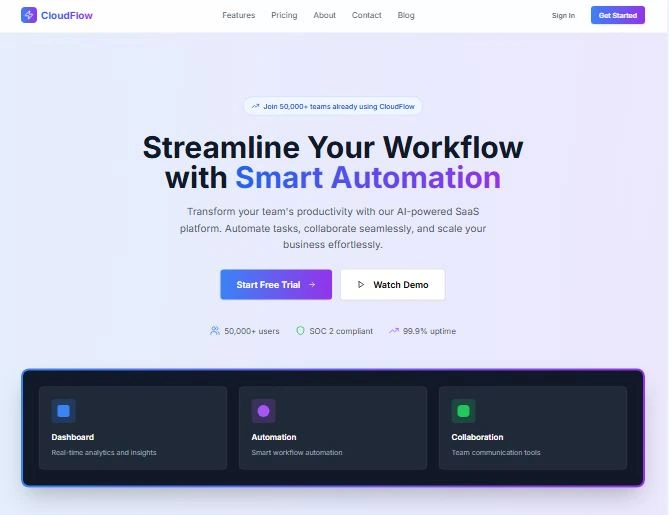 CloudFlow
Features Pricing About Contact Blog
Sign In
Get Started
Join 50,000+ teams already using CloudFlow
Streamline Your Workflow
with Smart Automation
Transform your team's productivity with our AI-powered SaaS
platform. Automate tasks, collaborate seamlessly, and scale your
business effortlessly.
Start Free Trial →
Watch Demo
50,000+ users
SOC 2 compliant
99.9% uptime
Dashboard
Real-time analytics and insights
Automation
Smart workflow automation
Collaboration
Team communication tools